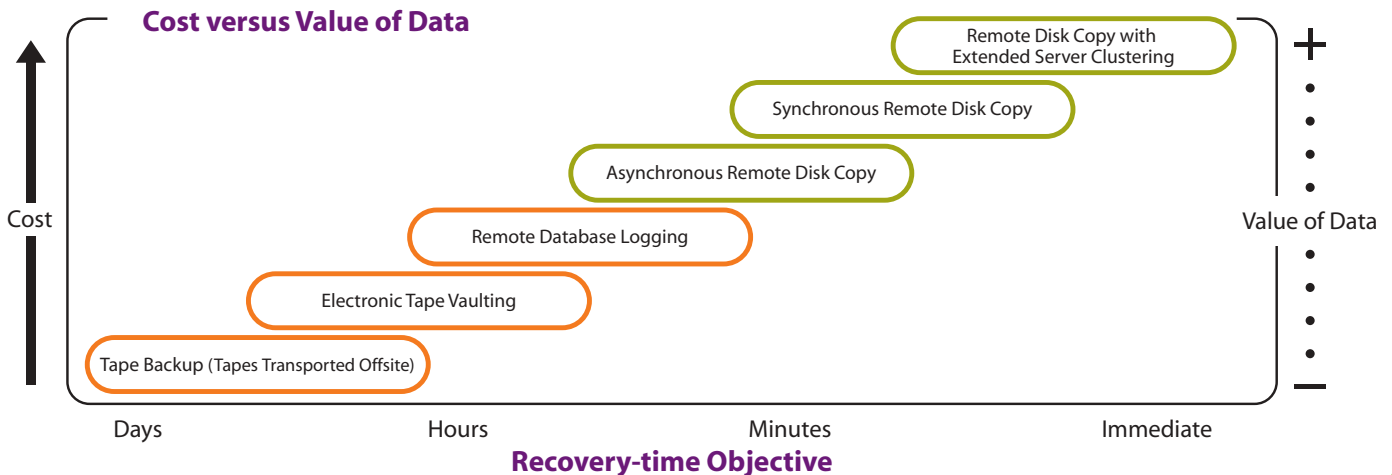 Cost versus Value of Data
Remote Disk Copy with
Extended Server Clustering
+
Synchronous Remote Disk Copy
Asynchronous Remote Disk Copy
Cost
Remote Database Logging
Value of Data
Electronic Tape Vaulting
Tape Backup (Tapes Transported Offsite)
−
Days Hours Minutes Immediate
Recovery-time Objective